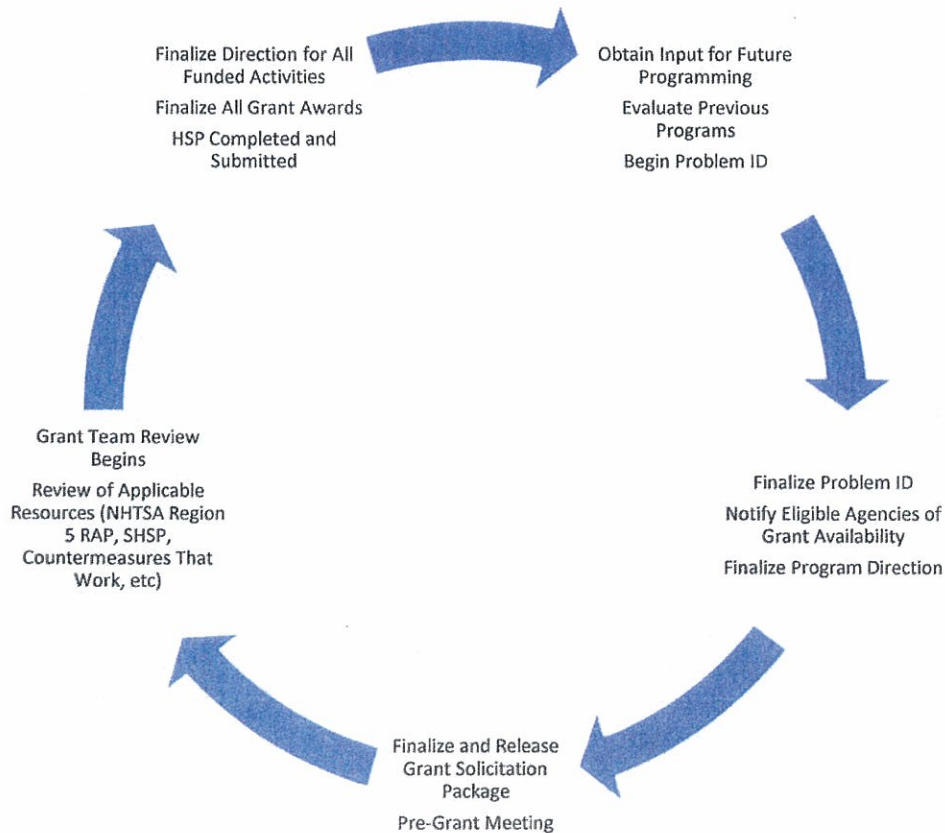 Finalize Direction for All
Funded Activities
Finalize All Grant Awards
HSP Completed and
Submitted
Obtain Input for Future
Programming
Evaluate Previous
Programs
Begin Problem ID
Finalize Problem ID
Notify Eligible Agencies of
Grant Availability
Finalize Program Direction
Finalize and Release
Grant Solicitation
Package
Pre-Grant Meeting
Grant Team Review
Begins
Review of Applicable
Resources (NHTSA Region
5 RAP, SHSP,
Countermeasures That
Work, etc)